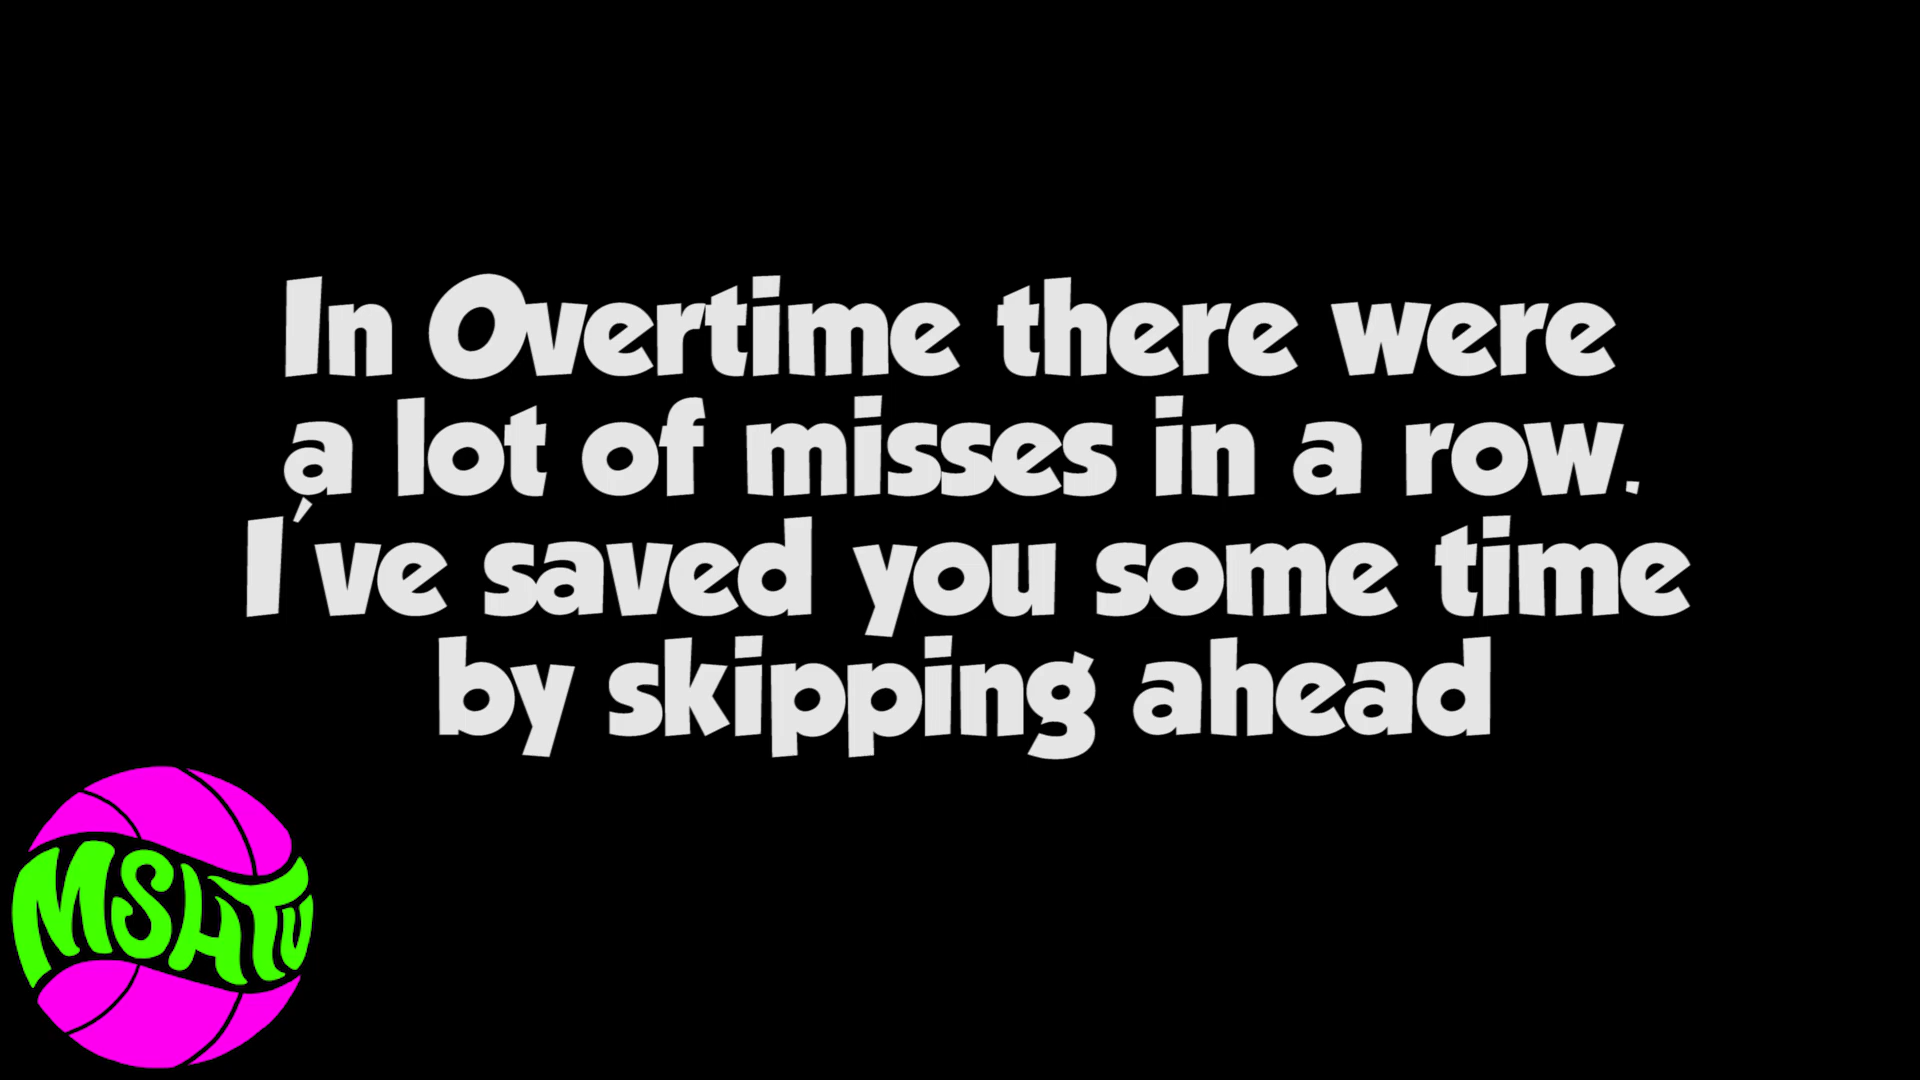 In Overtime there were
a lot of misses in a row.
I've saved you some time
by skipping ahead
MSHTV